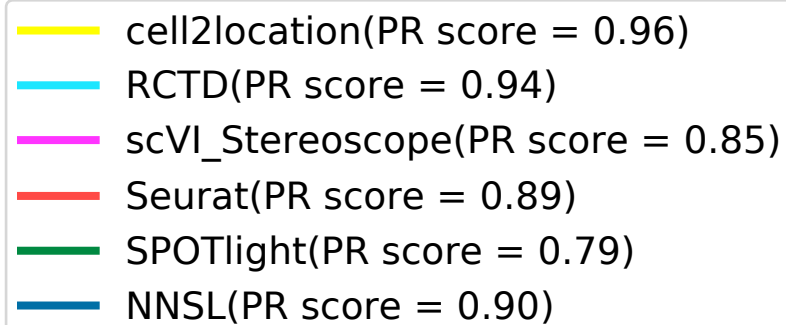 cell2location(PR score = 0.96)
RCTD(PR score = 0.94)
scVI_Stereoscope(PR score = 0.85)
Seurat(PR score = 0.89)
SPOTlight(PR score = 0.79)
NNSL(PR score = 0.90)